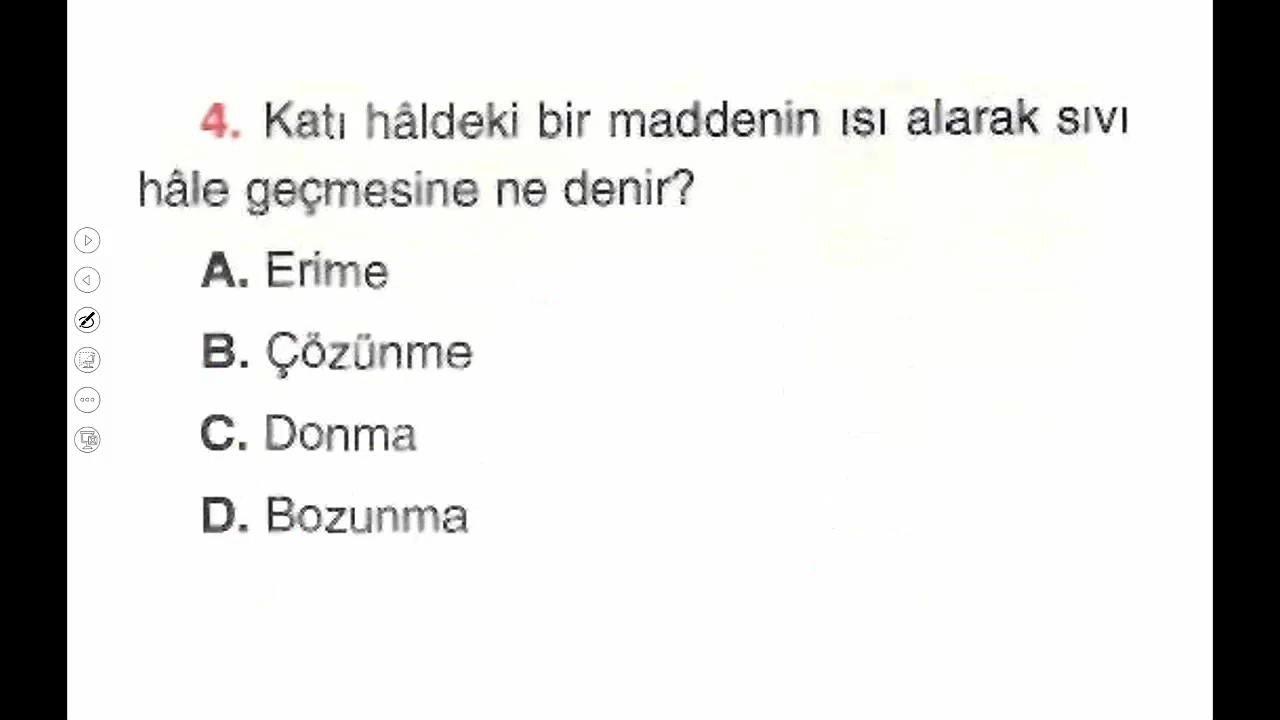 4. Katı hâldeki bir maddenin ısı alarak sıvı
hâle geçmesine ne denir?
A. Erime
B. Çözünme
C. Donma
D. Bozunma